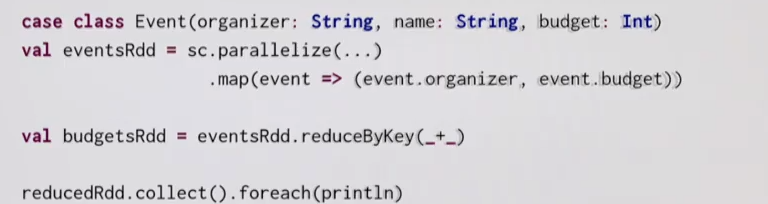 case class Event(organizer: String, name: String, budget: Int)
val eventsRdd = sc.parallelize(...)
.map(event => (event.organizer, event.budget))
val budgetsRdd = eventsRdd.reduceByKey(_+_)
reducedRdd.collect().foreach(println)